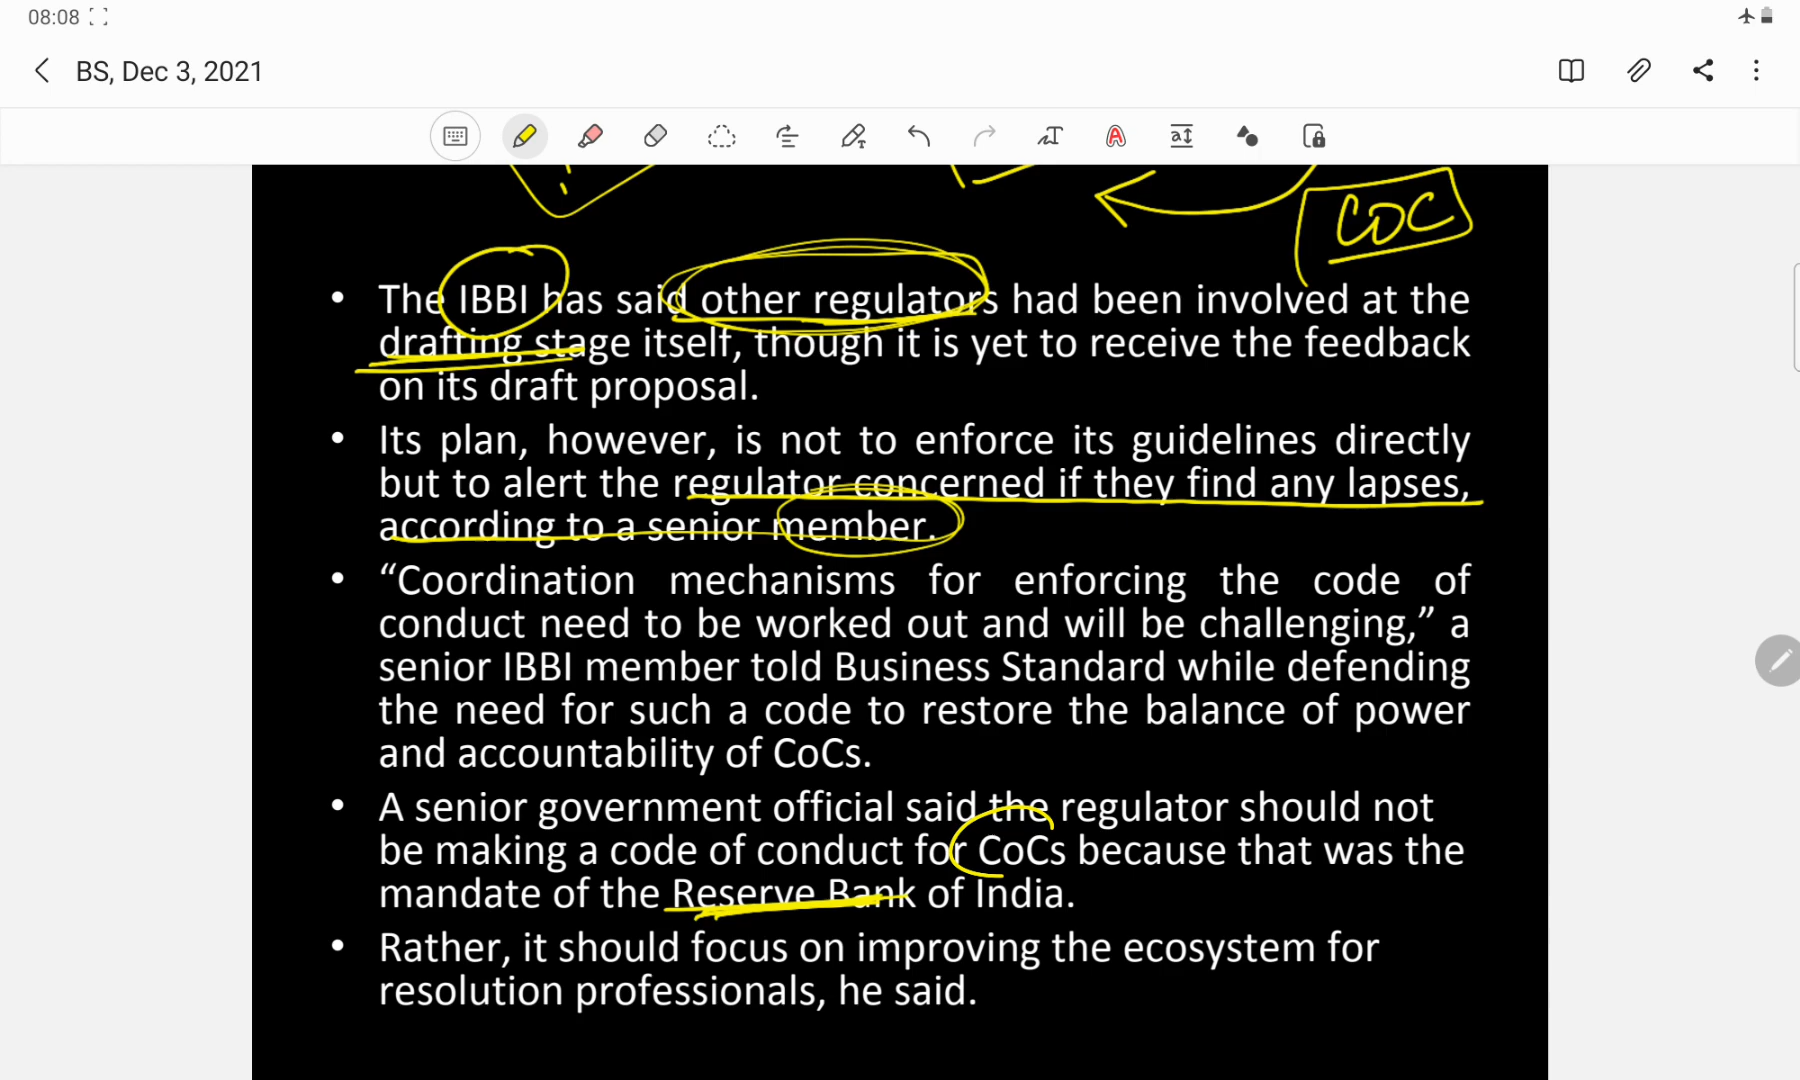 08:08
BS, Dec 3, 2021
COC
• The IBBI has said other regulators had been involved at the
drafting stage itself, though it is yet to receive the feedback
on its draft proposal.
• Its plan, however, is not to enforce its guidelines directly
but to alert the regulator concerned if they find any lapses,
according to a senior member.
• “Coordination mechanisms for enforcing the code of
conduct need to be worked out and will be challenging,” a
senior IBBI member told Business Standard while defending
the need for such a code to restore the balance of power
and accountability of CoCs.
• A senior government official said the regulator should not
be making a code of conduct for CoCs because that was the
mandate of the Reserve Bank of India.
• Rather, it should focus on improving the ecosystem for
resolution professionals, he said.